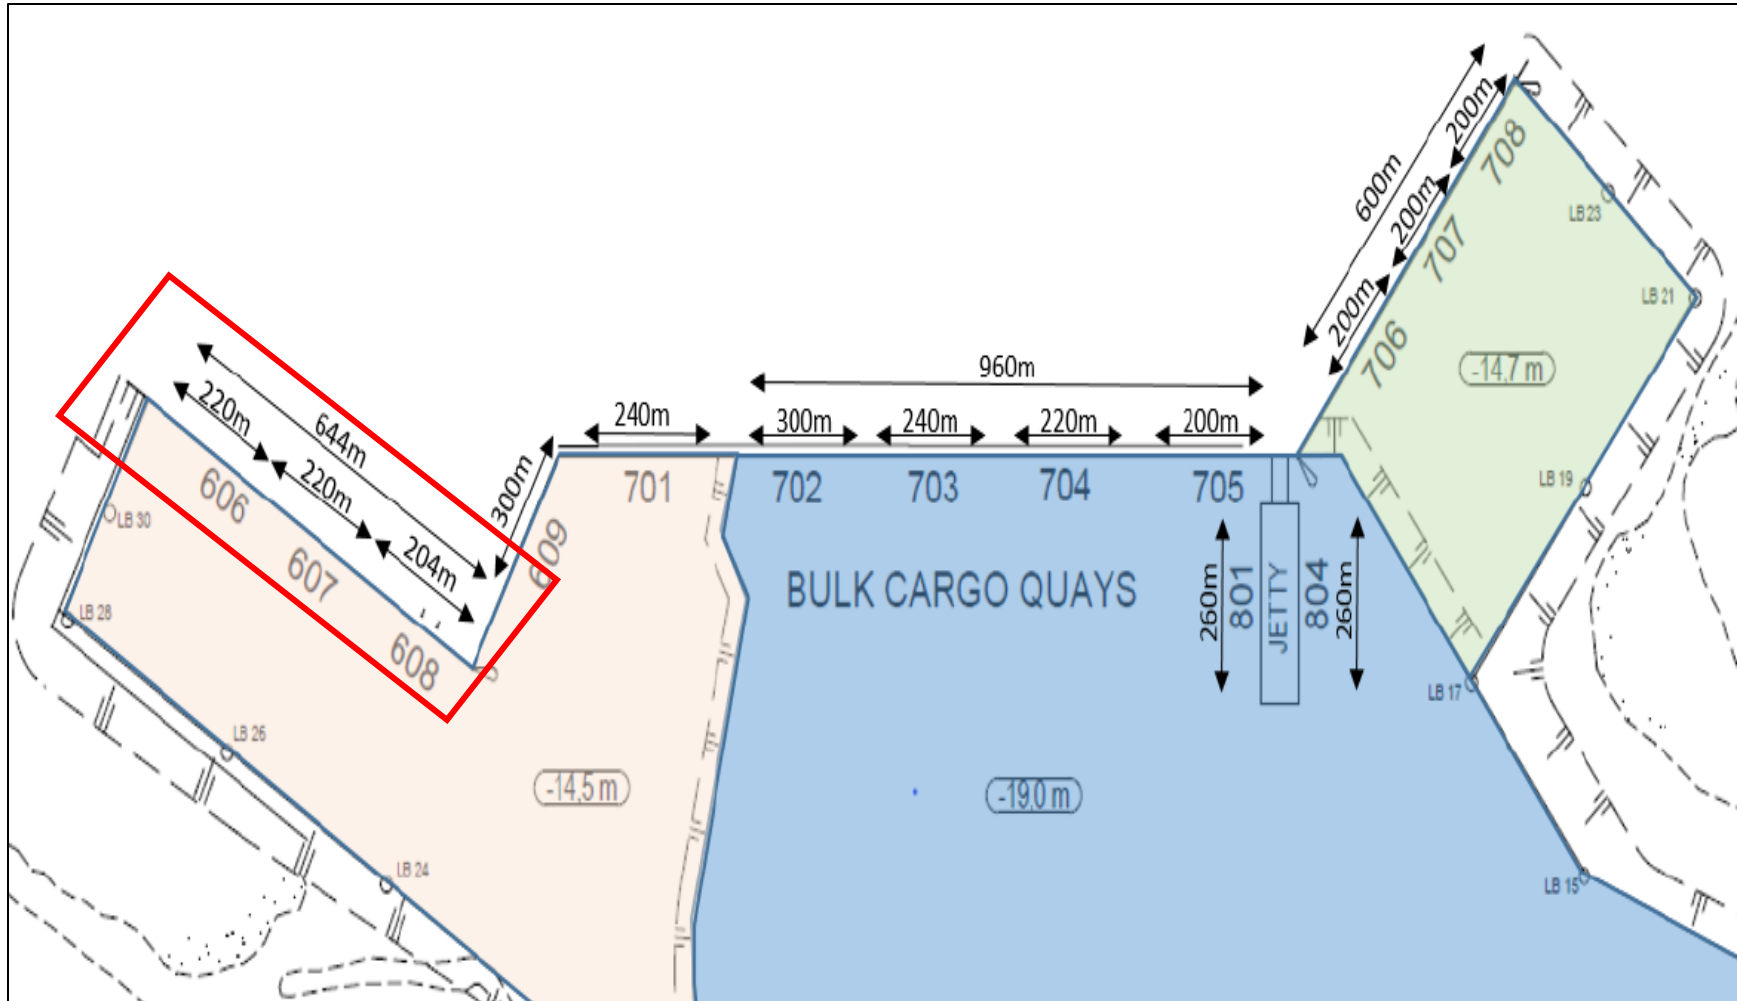 200m
708
600m
200m
LB 23
707
LB 21
200m
706
-14,7 m
960m
220m
644m
240m
300m
240m
220m
200m
606
220m
300m
701
702
703
704
705
LB 19
LB 30
204m
609
607
BULK CARGO QUAYS
260m
801
JETTY
804
260m
LB 28
608
LB 17
LB 26
-14,5 m
-19,0 m
LB 24
LB 15